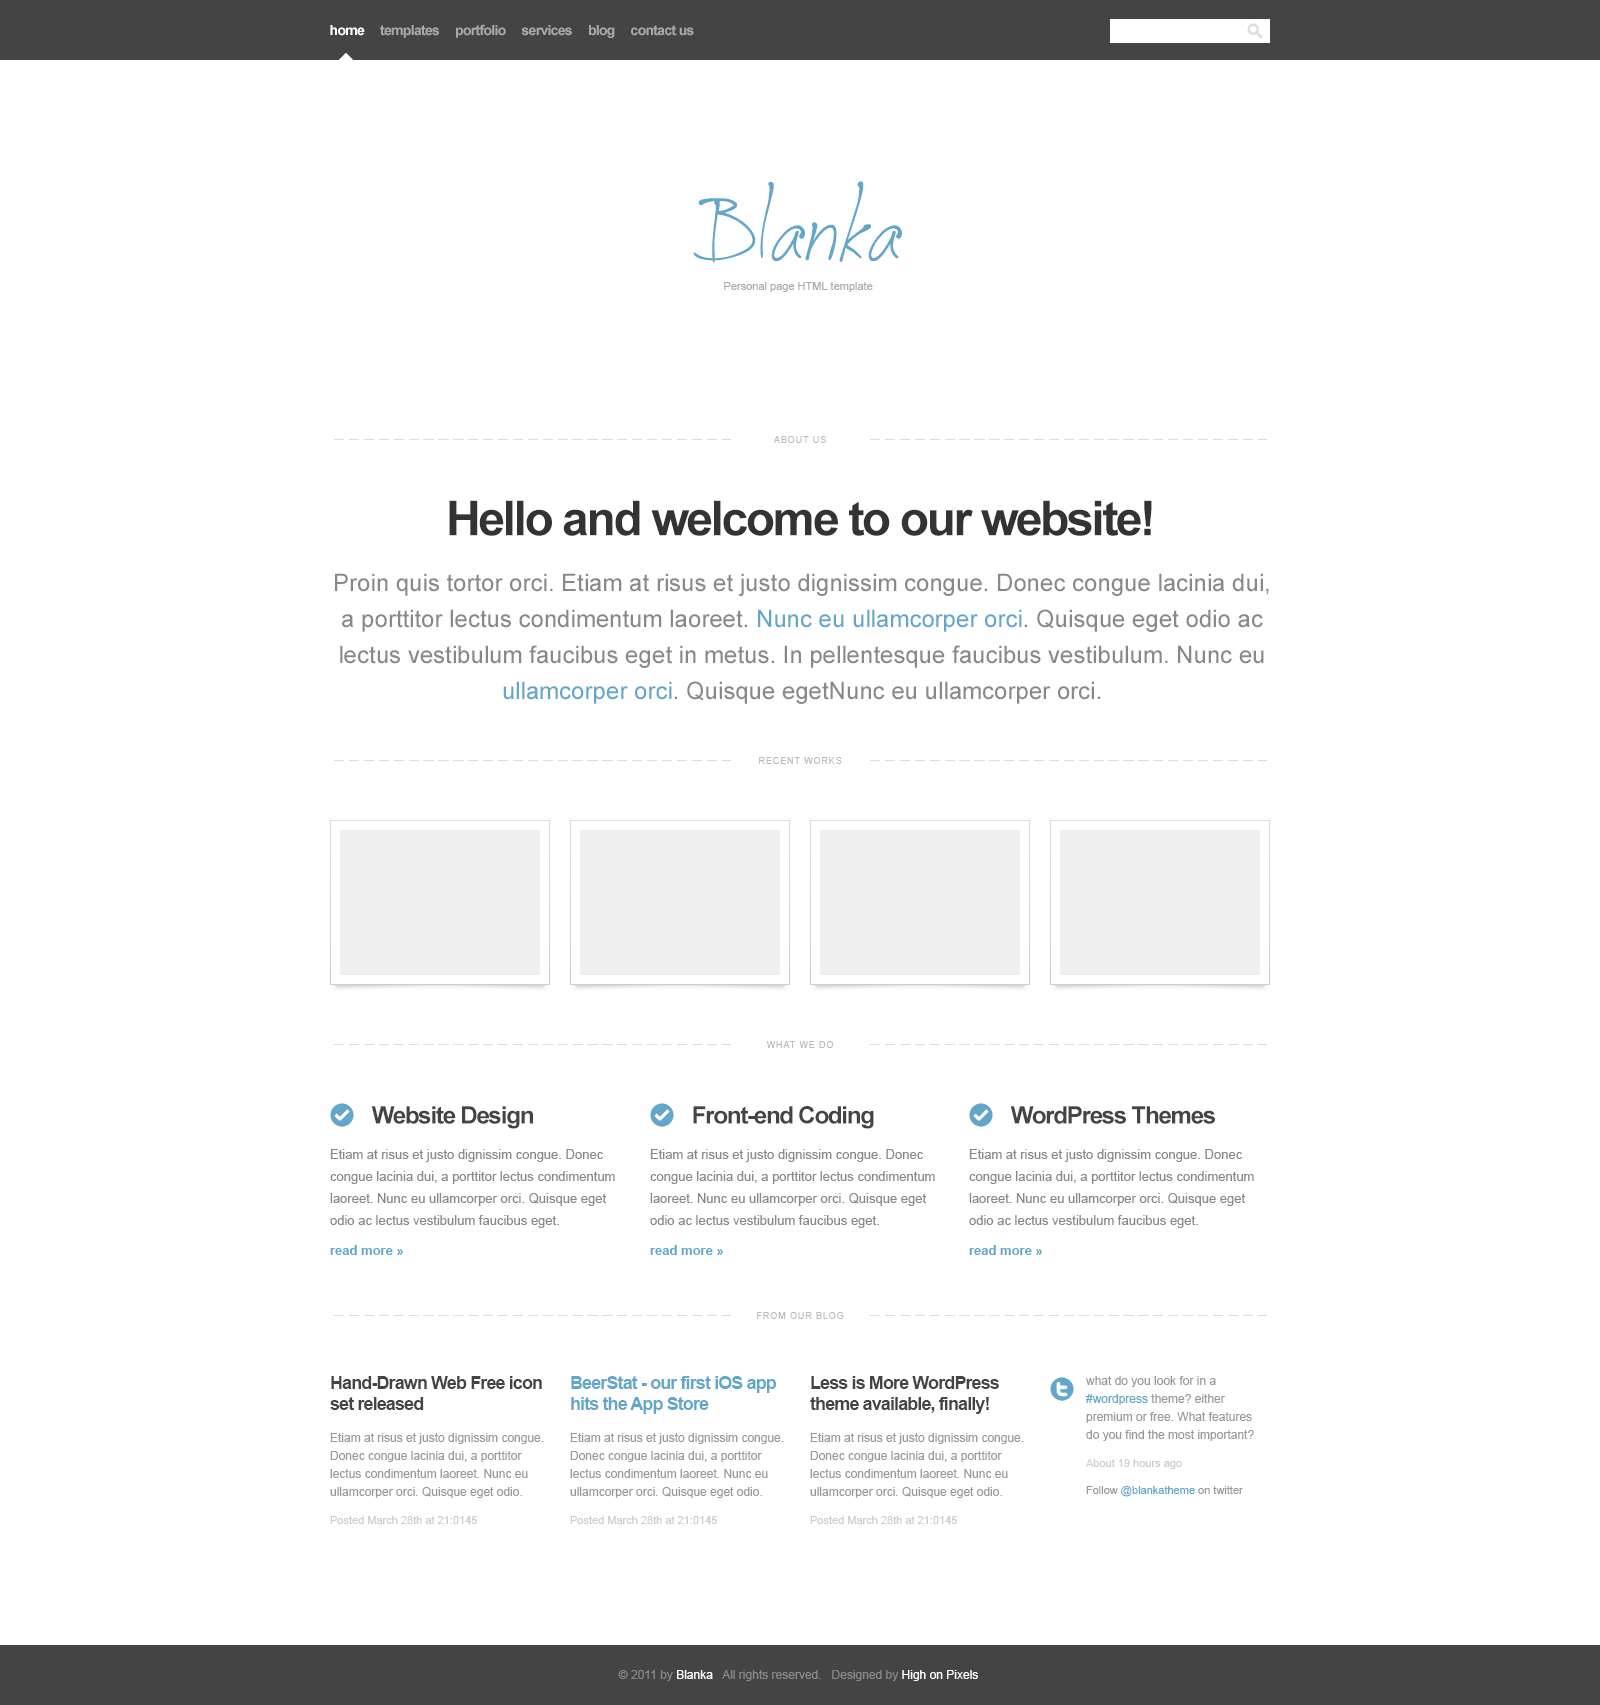 home templates portfolio services blog contact us
Blanka
Personal page HTML template
ABOUT US
Hello and welcome to our website!
Proin quis tortor orci. Etiam at risus et justo dignissim congue. Donec congue lacinia dui,
a porttitor lectus condimentum laoreet. Nunc eu ullamcorper orci. Quisque eget odio ac
lectus vestibulum faucibus eget in metus. In pellentesque faucibus vestibulum. Nunc eu
ullamcorper orci. Quisque egetNunc eu ullamcorper orci.
RECENT WORKS
WHAT WE DO
Website Design
Etiam at risus et justo dignissim congue. Donec
congue lacinia dui, a porttitor lectus condimentum
laoreet. Nunc eu ullamcorper orci. Quisque eget
odio ac lectus vestibulum faucibus eget.
read more »
Front-end Coding
Etiam at risus et justo dignissim congue. Donec
congue lacinia dui, a porttitor lectus condimentum
laoreet. Nunc eu ullamcorper orci. Quisque eget
odio ac lectus vestibulum faucibus eget.
read more »
WordPress Themes
Etiam at risus et justo dignissim congue. Donec
congue lacinia dui, a porttitor lectus condimentum
laoreet. Nunc eu ullamcorper orci. Quisque eget
odio ac lectus vestibulum faucibus eget.
read more »
FROM OUR BLOG
Hand-Drawn Web Free icon
set released
Etiam at risus et justo dignissim congue.
Donec congue lacinia dui, a porttitor
lectus condimentum laoreet. Nunc eu
ullamcorper orci. Quisque eget odio.
Posted March 28th at 21:0145
BeerStat - our first iOS app
hits the App Store
Etiam at risus et justo dignissim congue.
Donec congue lacinia dui, a porttitor
lectus condimentum laoreet. Nunc eu
ullamcorper orci. Quisque eget odio.
Posted March 28th at 21:0145
Less is More WordPress
theme available, finally!
Etiam at risus et justo dignissim congue.
Donec congue lacinia dui, a porttitor
lectus condimentum laoreet. Nunc eu
ullamcorper orci. Quisque eget odio.
Posted March 28th at 21:0145
what do you look for in a
#wordpress theme? either
premium or free. What features
do you find the most important?
About 19 hours ago
Follow @blankatheme on twitter
© 2011 by Blanka All rights reserved. Designed by High on Pixels